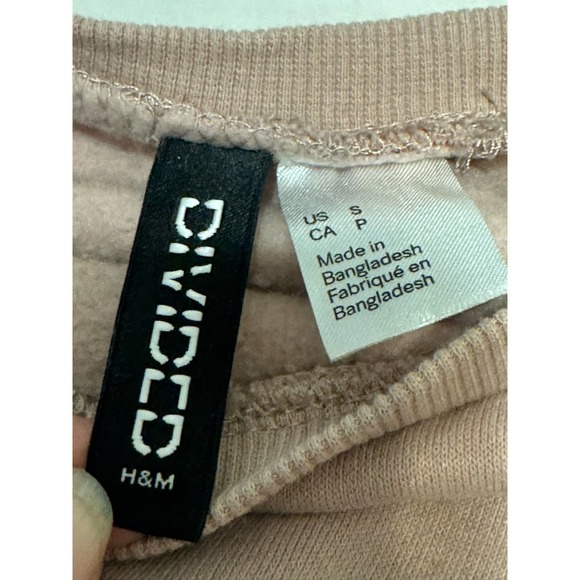 DIVIDED
H&M
US S
CA P
Made in
Bangladesh
Fabriqué en
Bangladesh